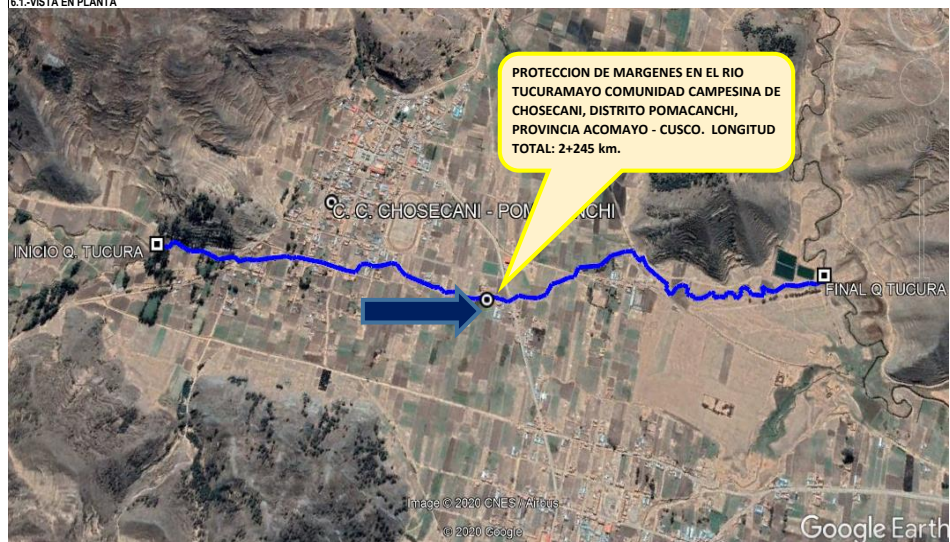 6.1.-VISTA EN PLANTA
PROTECCION DE MARGENES EN EL RIO
TUCURAMAYO COMUNIDAD CAMPESINA DE
CHOSECANI, DISTRITO POMACANCHI,
PROVINCIA ACOMAYO - CUSCO. LONGITUD
TOTAL: 2+245 km.
C. C. CHOSECANI - POMACANCHI
INICIO Q. TUCURA
FINAL Q TUCURA
Image © 2020 CNES / Airbus
© 2020 Google
Google Earth